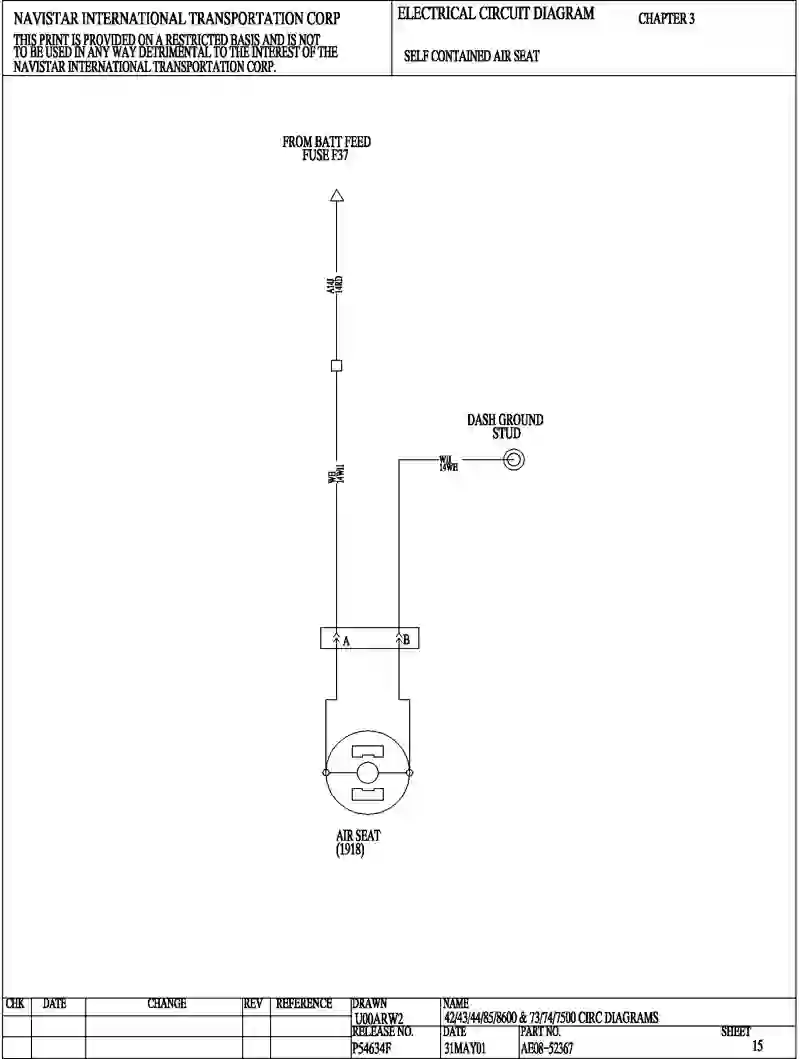 NAVISTAR INTERNATIONAL TRANSPORTATION CORP
THIS PRINT IS PROVIDED ON A RESTRICTED BASIS AND IS NOT
TO BE USED IN ANY WAY DETRIMENTAL TO THE INTEREST OF THE
NAVISTAR INTERNATIONAL TRANSPORTATION CORP.
ELECTRICAL CIRCUIT DIAGRAM
CHAPTER 3
SELF CONTAINED AIR SEAT
FROM BATT FEED
FUSE F37
A14J
14RD
DASH GROUND
STUD
WH
14WH
WH
14WH
A
B
AIR SEAT
(1918)
CHK
DATE
CHANGE
REV
REFERENCE
DRAWN
U00ARW2
NAME
42/43/44/85/8600 & 73/74/7500 CIRC DIAGRAMS
RELEASE NO.
P54634F
DATE
31MAY01
PART NO.
AE08-52367
SHEET
15